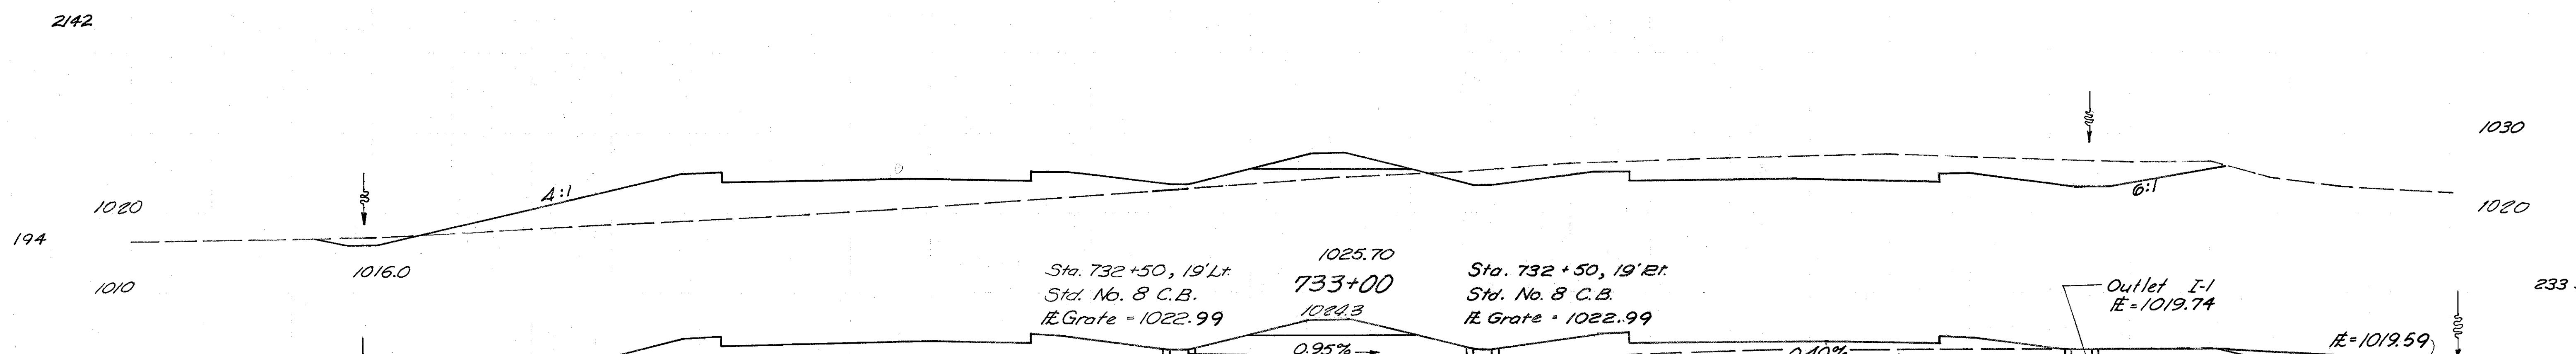 2142
1030
4:1
6:1
1020
1020
194
1016.0
1010
1025.70
733+00
1024.3
Sta. 732+50, 19' Lt.
Std. No. 8 C.B.
Grate = 1022.99
Sta. 732+50, 19' Rt.
Std. No. 8 C.B.
Grate = 1022.99
Outlet I-1
=1019.74
233
=1019.59
0.95%
0.40%